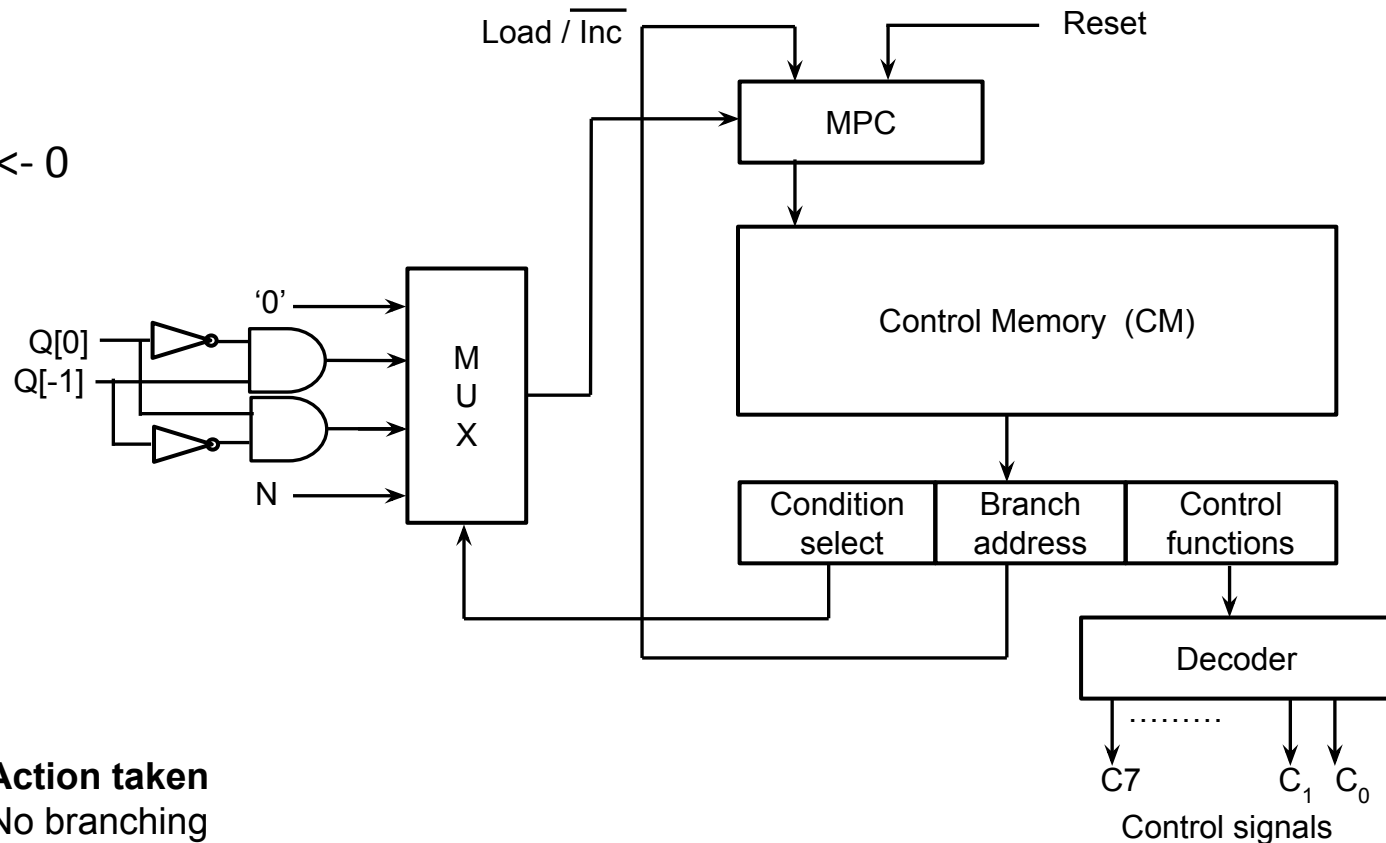 Load / Inc
Reset
MPC
<- 0
Control Memory (CM)
‘0’
Q[0]
Q[-1]
N
M
U
X
Condition
select
Branch
address
Control
functions
Decoder
.........
C7
C₁
C₀
Control signals
Action taken
No branching